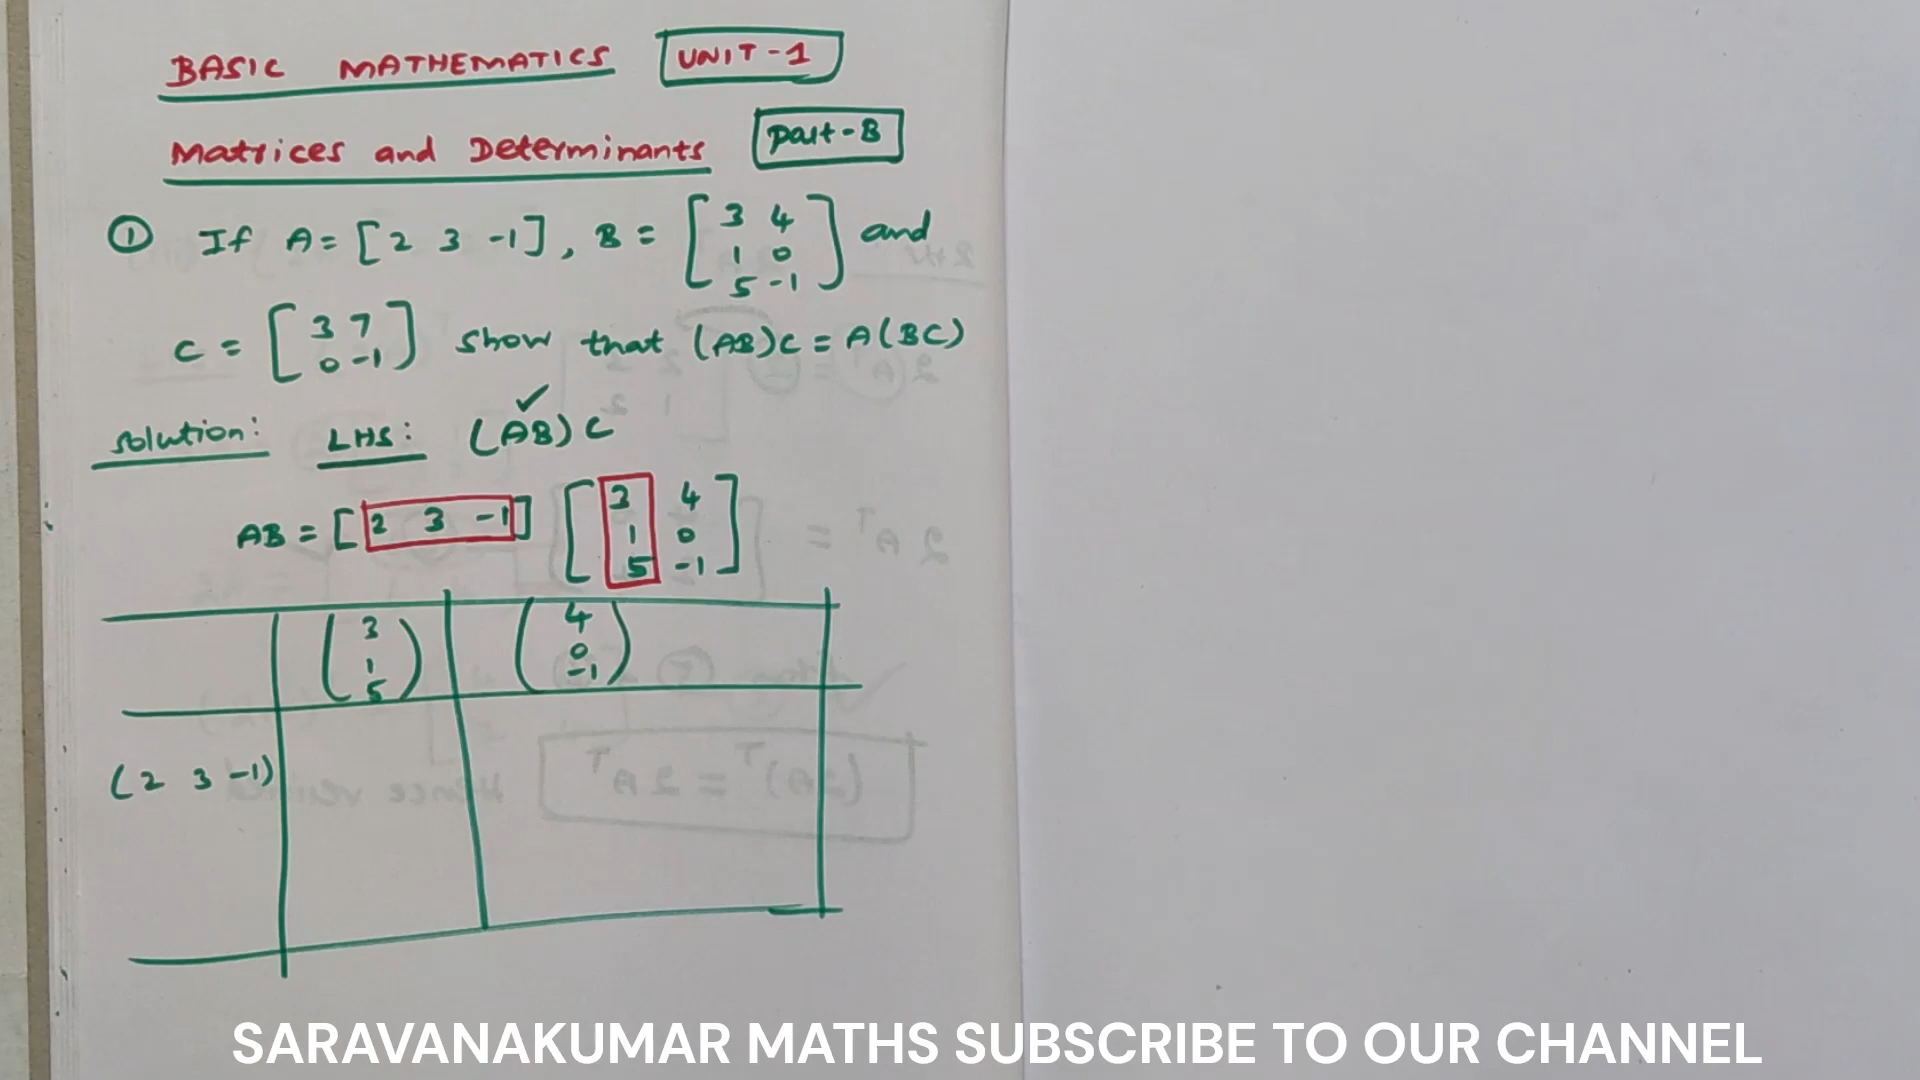 BASIC MATHEMATICS UNIT-1
Matrices and Determinants Part-B
① If A = [2 3 -1], B = [3 4
1 0
5 -1] and
C = [3 7
0 -1] show that (AB)C = A(BC)
Solution: LHS: (AB)C ✓
AB = [2 3 -1] [3 4
1 0
5 -1]
(3 1 5) (4 0 -1)
(2 3 -1)
SARAVANAKUMAR MATHS SUBSCRIBE TO OUR CHANNEL